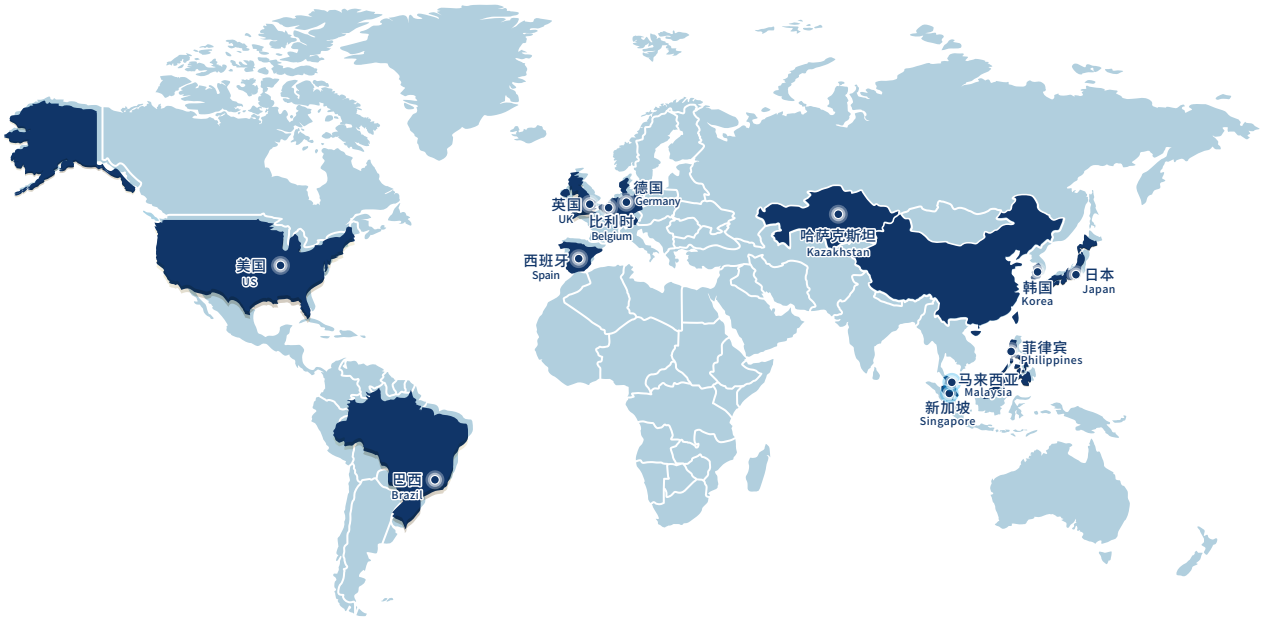 德国
Germany
英国
UK
比利时
Belgium
西班牙
Spain
哈萨克斯坦
Kazakhstan
美国
US
韩国
Korea
日本
Japan
菲律宾
Philippines
马来西亚
Malaysia
新加坡
Singapore
巴西
Brazil